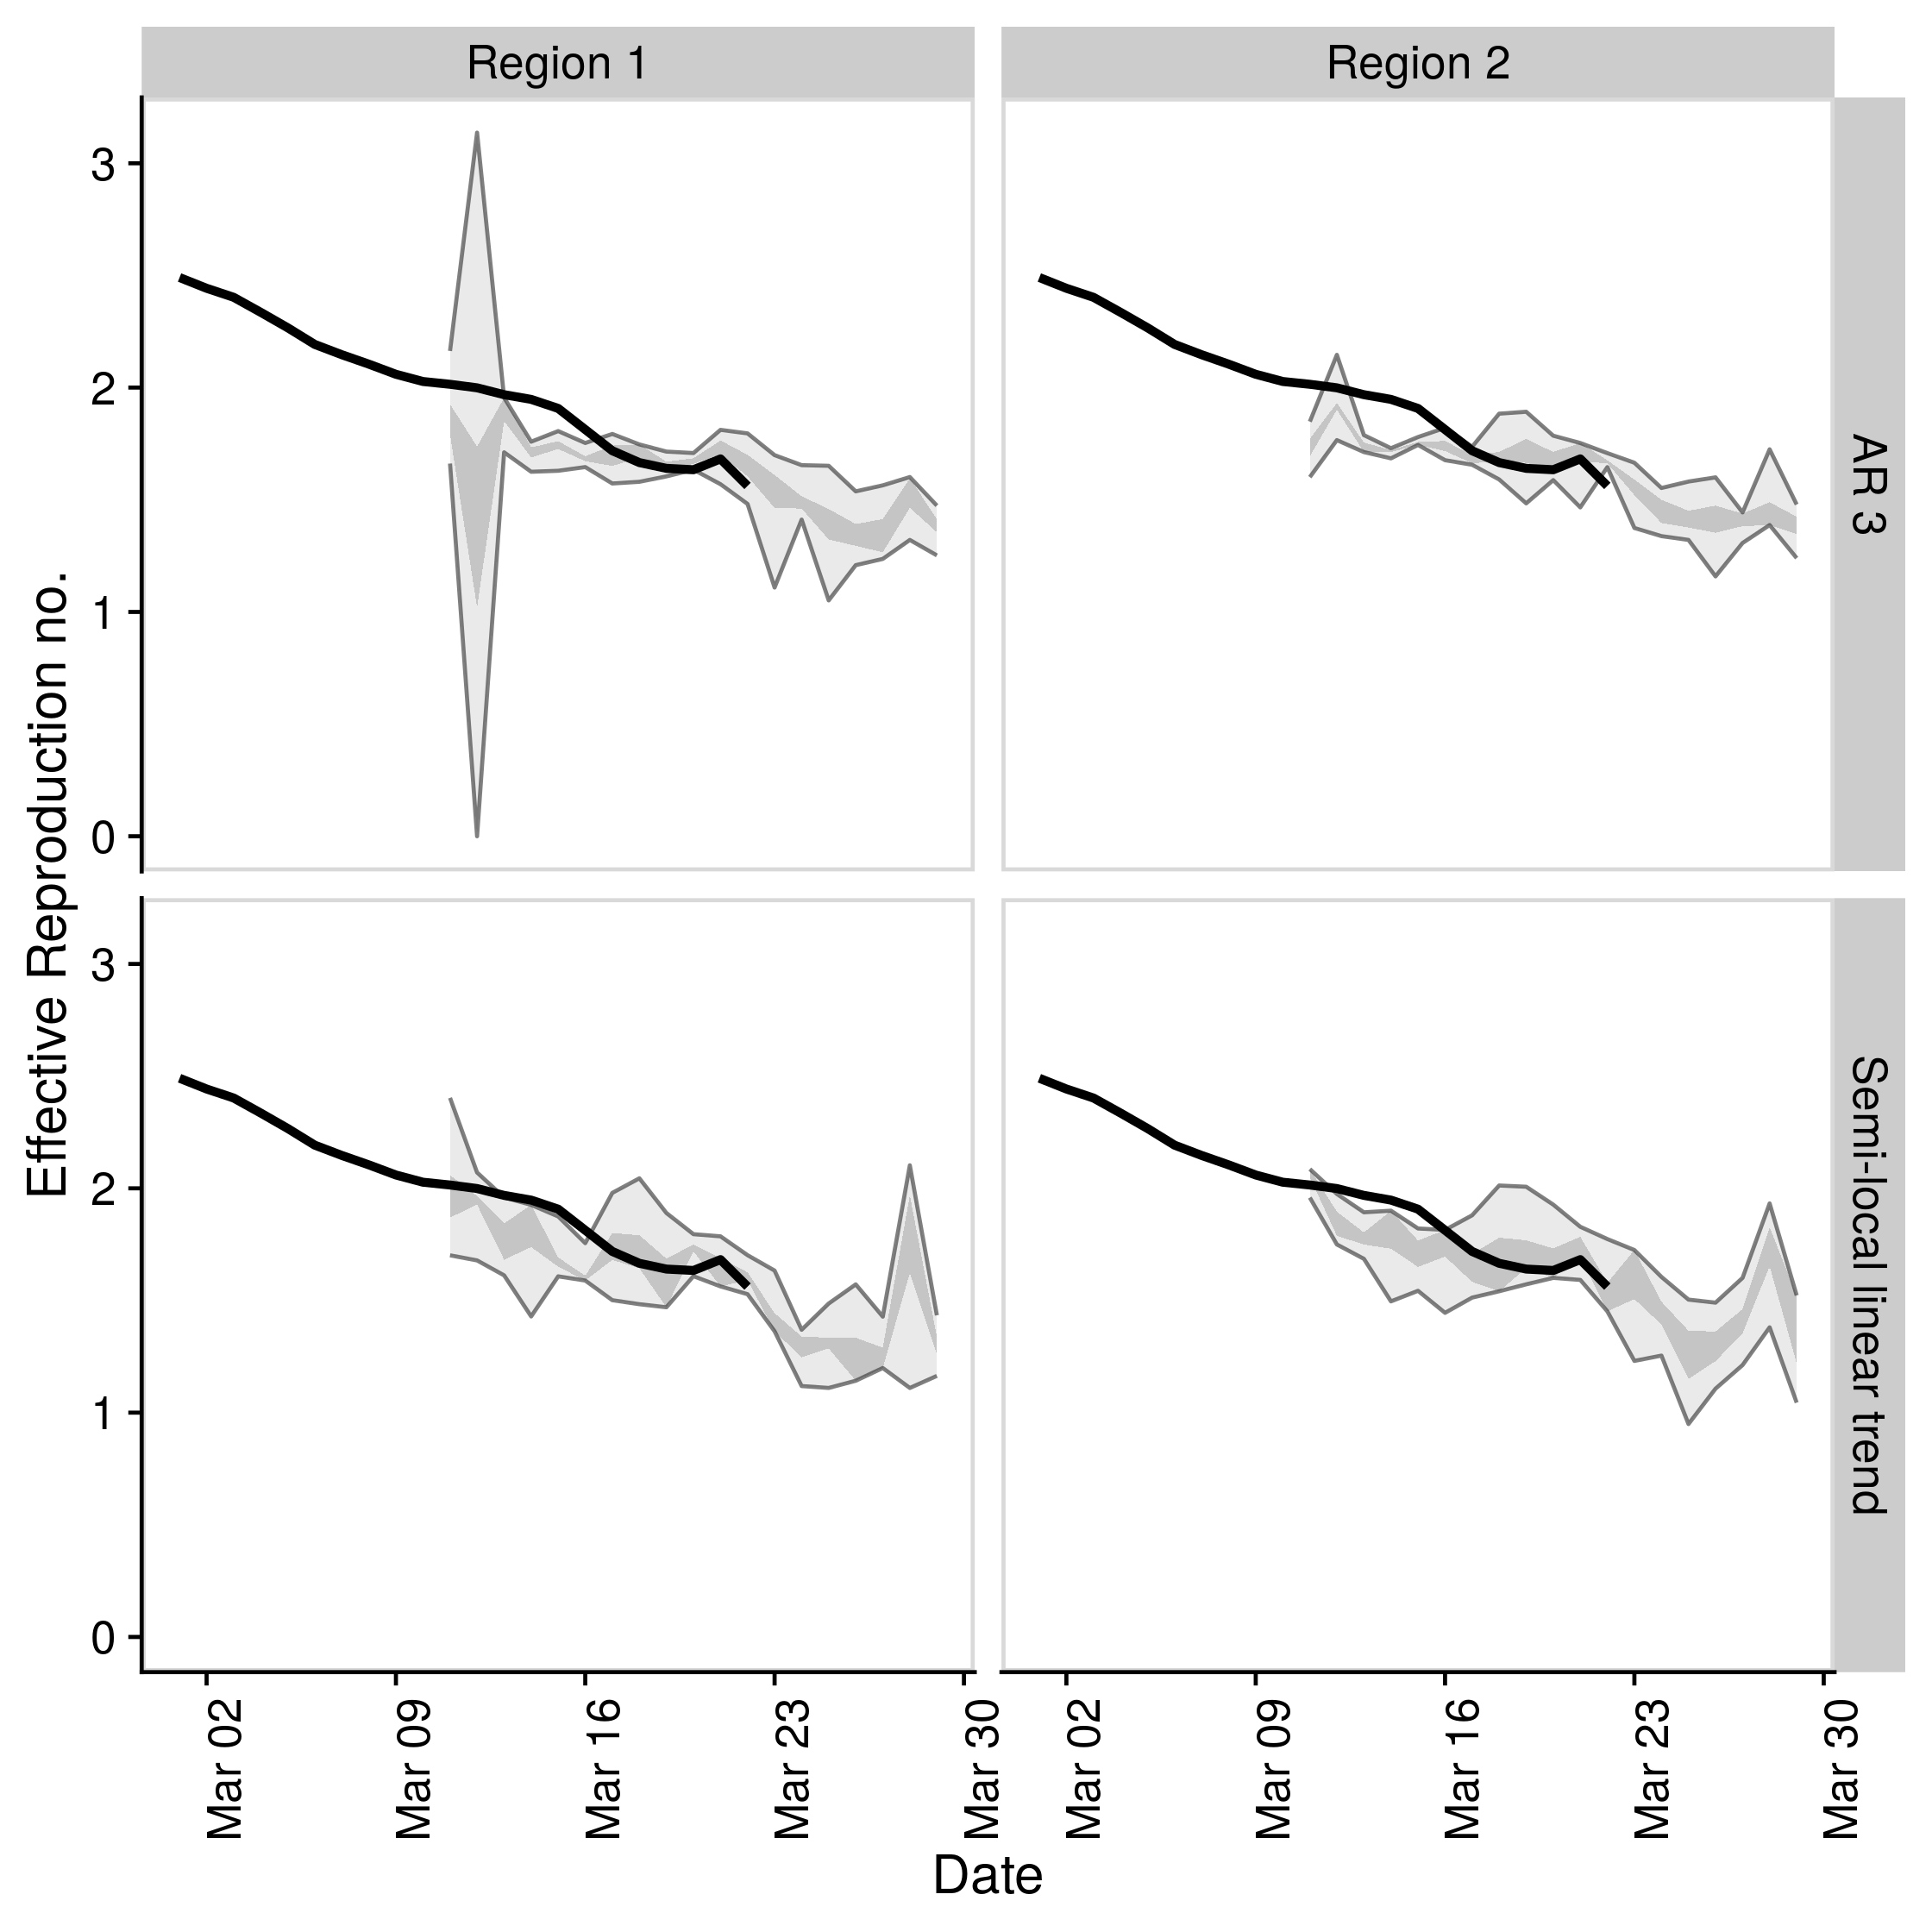 Region 1
Region 2
AR 3
Semi-local linear trend
Effective Reproduction no.
3
2
1
0
3
2
1
0
Mar 02
Mar 09
Mar 16
Mar 23
Mar 30
Mar 02
Mar 09
Mar 16
Mar 23
Mar 30
Date